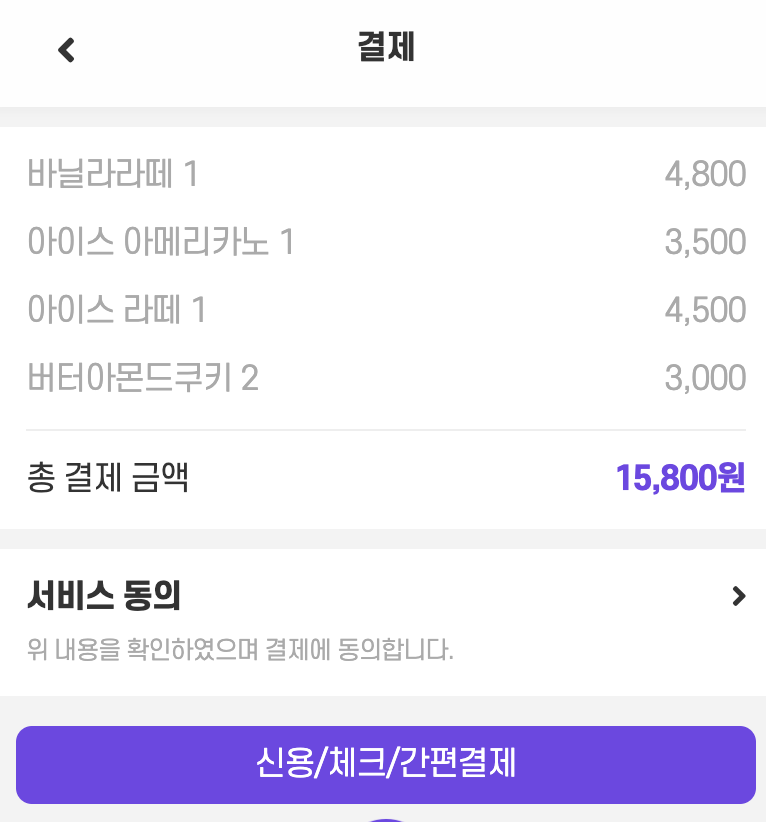 결제
바닐라라떼 1 4,800
아이스 아메리카노 1 3,500
아이스 라떼 1 4,500
버터아몬드쿠키 2 3,000
총 결제 금액 15,800원
서비스 동의
위 내용을 확인하였으며 결제에 동의합니다.
신용/체크/간편결제